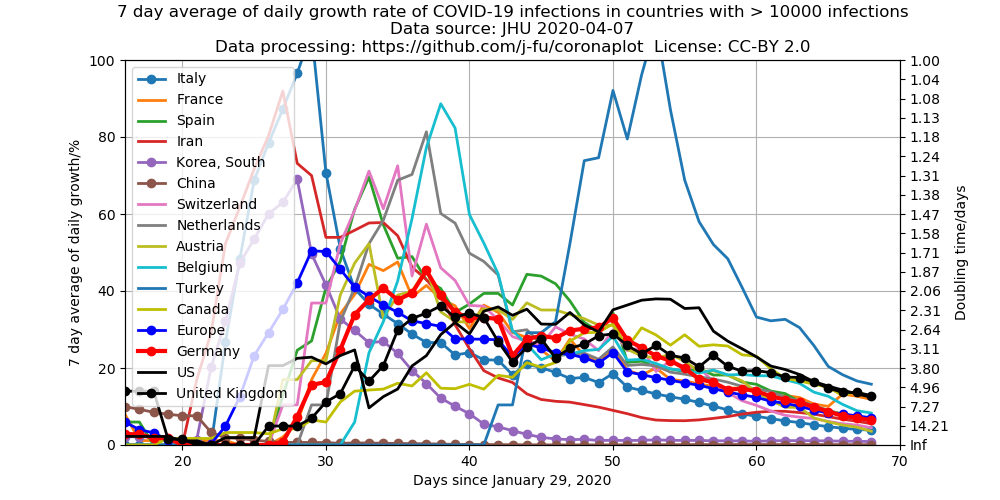 7 day average of daily growth rate of COVID-19 infections in countries with > 10000 infections
Data source: JHU 2020-04-07
Data processing: https://github.com/j-fu/coronaplot License: CC-BY 2.0
7 day average of daily growth/%
100
80
60
40
20
0
Italy
France
Spain
Iran
Korea, South
China
Switzerland
Netherlands
Austria
Belgium
Turkey
Canada
Europe
Germany
US
United Kingdom
1.00
1.04
1.08
1.13
1.18
1.24
1.31
1.38
1.47
1.58
1.71
1.87
2.06
2.31
2.64
3.11
3.80
4.96
7.27
14.21
Inf
Doubling time/days
20
30
40
50
60
70
Days since January 29, 2020